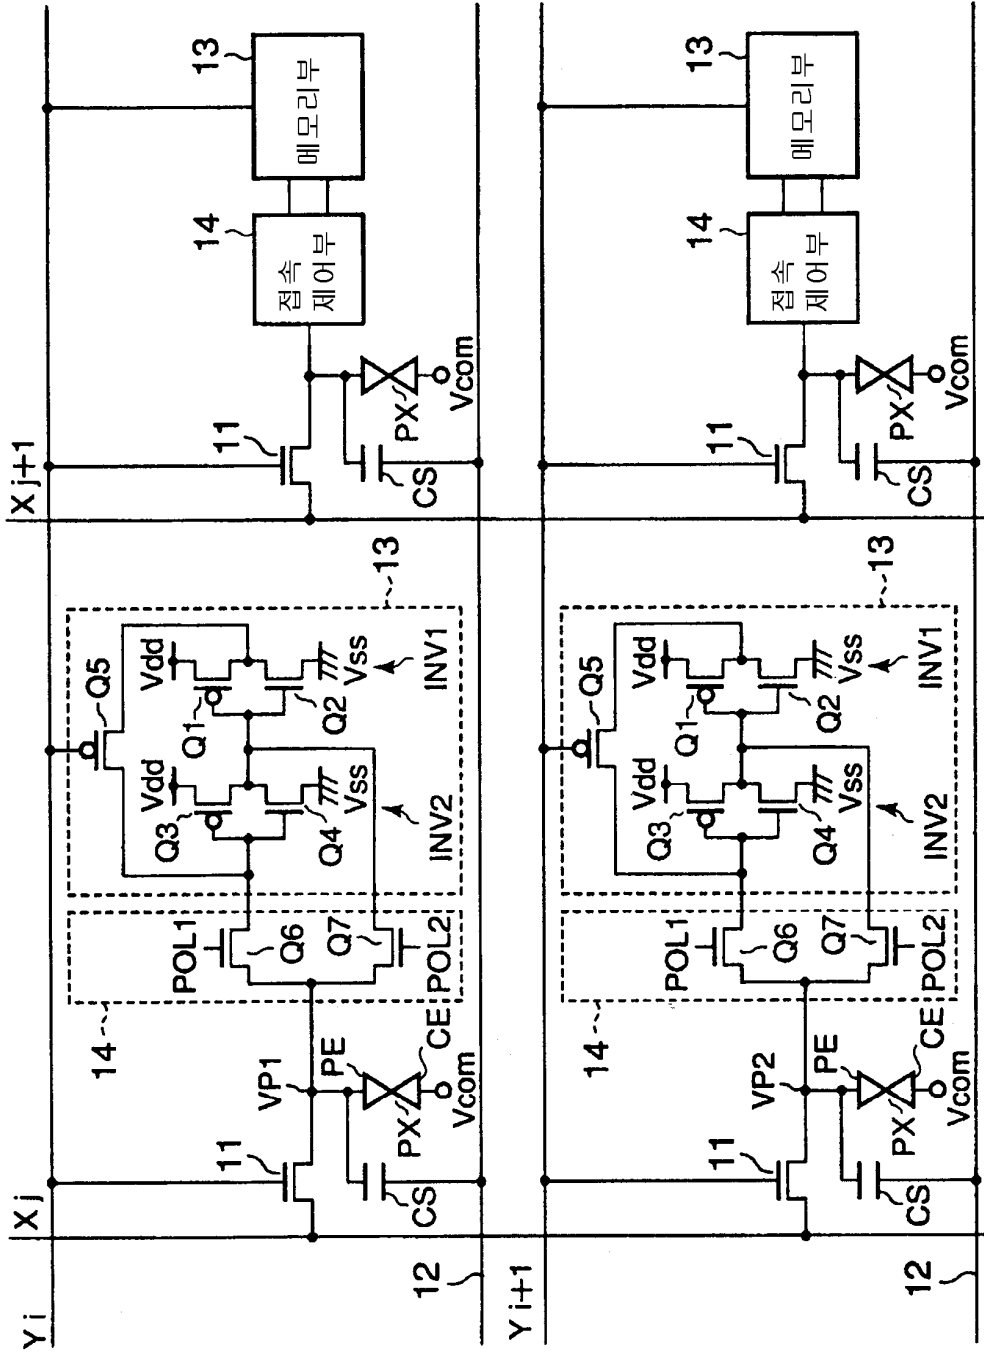 Yi
Xj
Xj+1
14
Q5
Vdd
Vdd
POL1
Q3
Q1
14
13
11
11
VP1
Q6
접속
제어부
메모리부
PE
Q7
Q4
Q2
Vss
Vss
CE
13
PX
PX
CS
CS
12
POL2
INV2
INV1
Vcom
Vcom
Yi+1
14
Q5
Vdd
Vdd
POL1
Q3
Q1
14
13
11
11
VP2
Q6
접속
제어부
메모리부
PE
Q7
Q4
Q2
Vss
Vss
CE
13
PX
PX
CS
CS
12
POL2
INV2
INV1
Vcom
Vcom